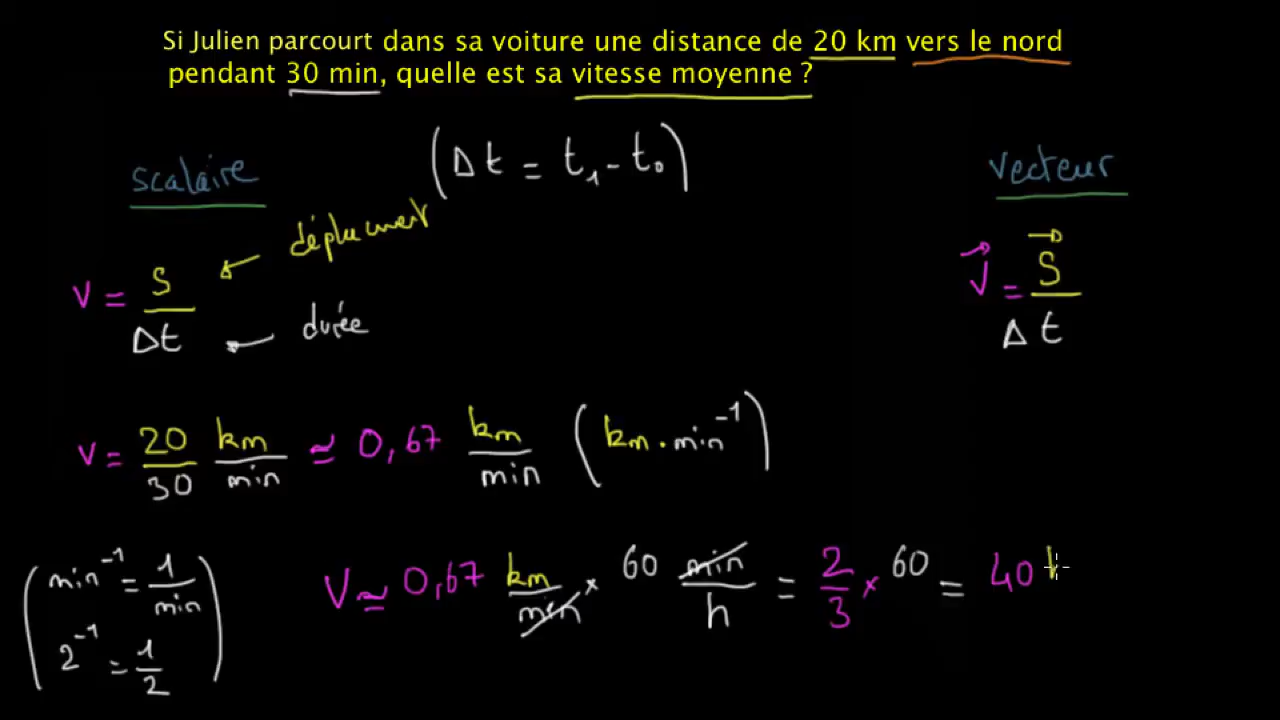 Si Julien parcourt dans sa voiture une distance de 20 km vers le nord
pendant 30 min, quelle est sa vitesse moyenne ?
(Δt = t₁ - t₀)
scalaire
vecteur
déplacement
v = S/Δt
durée
V⃗ = S⃗/Δt
v = 20/30 km/min ≃ 0,67 km/min (km · min⁻¹)
(min⁻¹ = 1/min
2⁻¹ = 1/2)
V ≃ 0,67 km/min × 60 min/h = 2/3 × 60 = 40